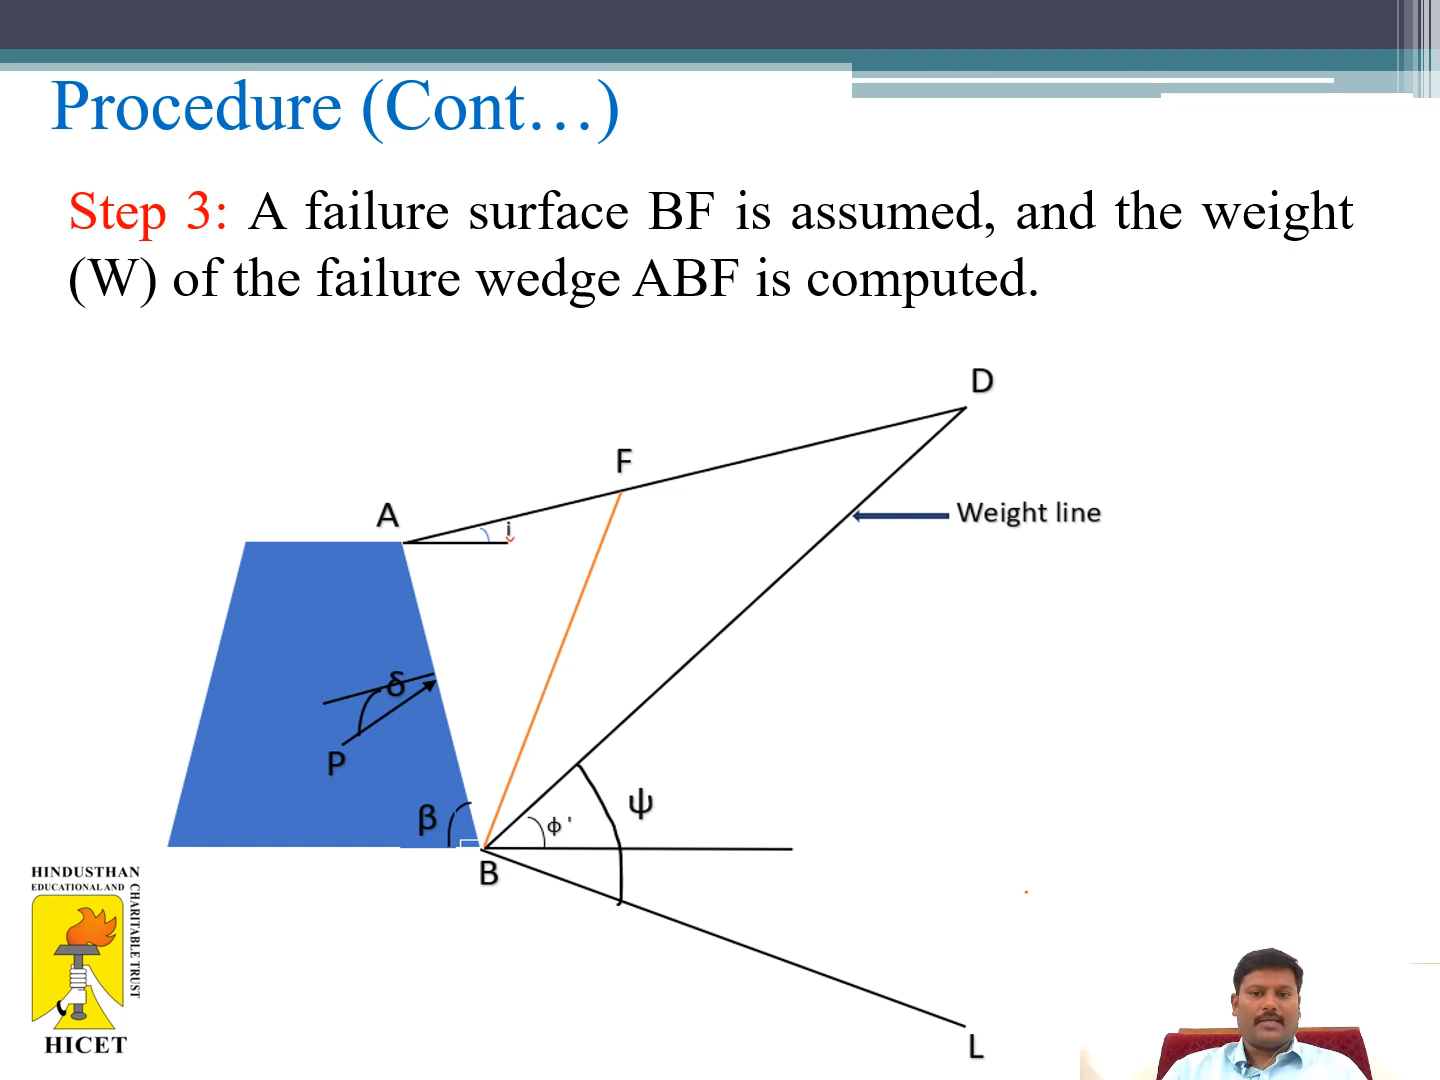 Procedure (Cont…)
Step 3: A failure surface BF is assumed, and the weight
(W) of the failure wedge ABF is computed.
D
F
A
i
Weight line
δ
P
β
ψ
ϕ '
B
L
HINDUSTHAN
EDUCATIONAL AND
CHARITABLE TRUST
HICET